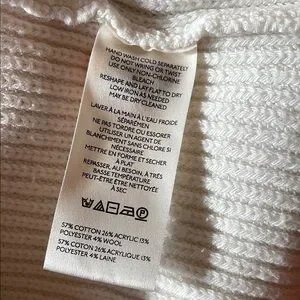 HAND WASH COLD SEPARATELY
DO NOT WRING OR TWIST
USE ONLY NON-CHLORINE
BLEACH
RESHAPE AND LAY FLAT TO DRY
LOW IRON AS NEEDED
MAY BE DRY CLEANED
LAVER À LA MAIN À L'EAU FROIDE
SÉPARÉMEN
NE PAS TORDRE OU ESSORER
UTILISER UN AGENT DE
BLANCHIMENT SANS CHLORE SI
NÉCESSAIRE
METTRE EN FORME ET SECHER
À PLAT
REPASSER, AU BESOIN, À TRÈS
BASSE TEMPÉRATURE
PEUT-ÊTRE ÊTRE NETTOYÉE
À SEC
57% COTTON 26% ACRYLIC 13%
POLYESTER 4% WOOL
57% COTTON 26% ACRYLIQUE 13%
POLYESTER 4% LAINE